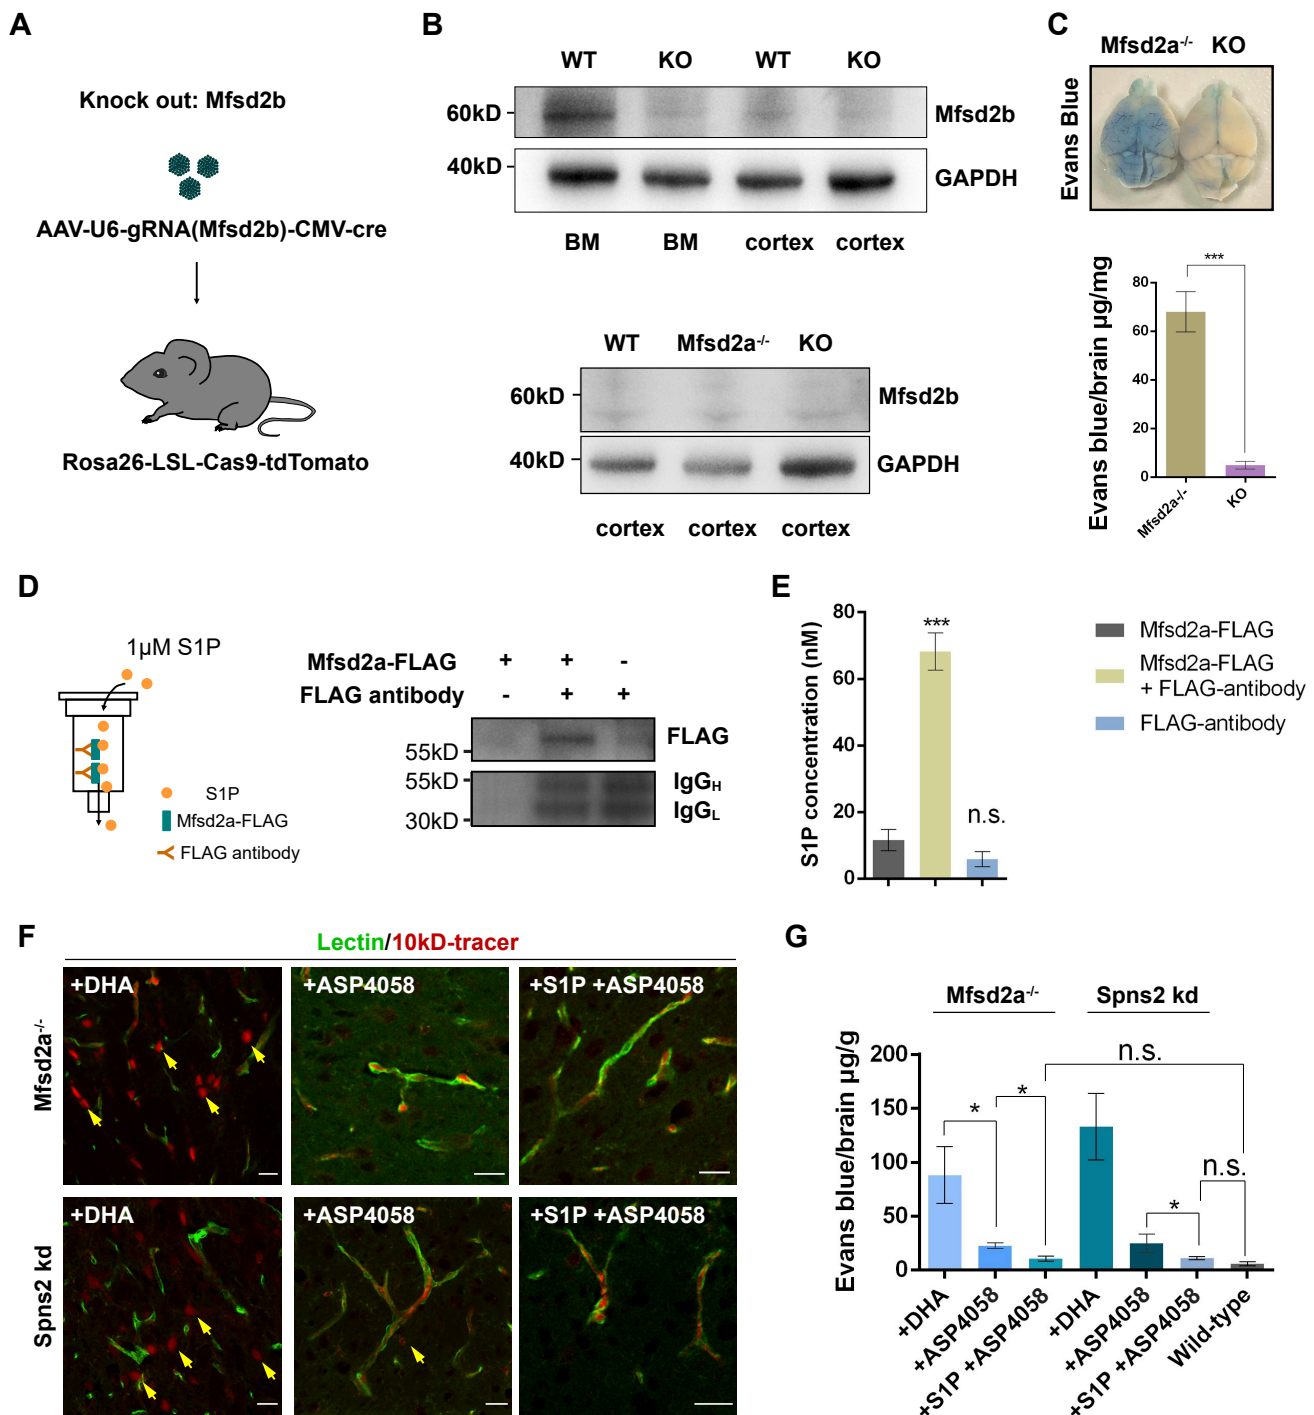 A
Knock out: Mfsd2b
AAV-U6-gRNA(Mfsd2b)-CMV-cre
Rosa26-LSL-Cas9-tdTomato
B
WT KO WT KO
60kD
Mfsd2b
40kD
GAPDH
BM BM cortex cortex
WT Mfsd2a-/- KO
60kD
Mfsd2b
40kD
GAPDH
cortex cortex cortex
C
Mfsd2a-/- KO
Evans Blue
***
Evans blue/brain µg/mg
80
60
40
20
0
Mfsd2a-/-
KO
D
1µM S1P
S1P
Mfsd2a-FLAG
FLAG antibody
Mfsd2a-FLAG + + -
FLAG antibody - + +
55kD
FLAG
55kD
IgGH
30kD
IgGL
E
S1P concentration (nM)
80
60
40
20
0
***
n.s.
Mfsd2a-FLAG
Mfsd2a-FLAG
+ FLAG-antibody
FLAG-antibody
F
Lectin/10kD-tracer
Mfsd2a-/-
+DHA
+ASP4058
+S1P +ASP4058
Spns2 kd
+DHA
+ASP4058
+S1P +ASP4058
G
Mfsd2a-/- Spns2 kd
Evans blue/brain µg/g
200
150
100
50
0
*
*
n.s.
*
n.s.
+DHA
+ASP4058
+S1P +ASP4058
+DHA
+ASP4058
+S1P +ASP4058
Wild-type